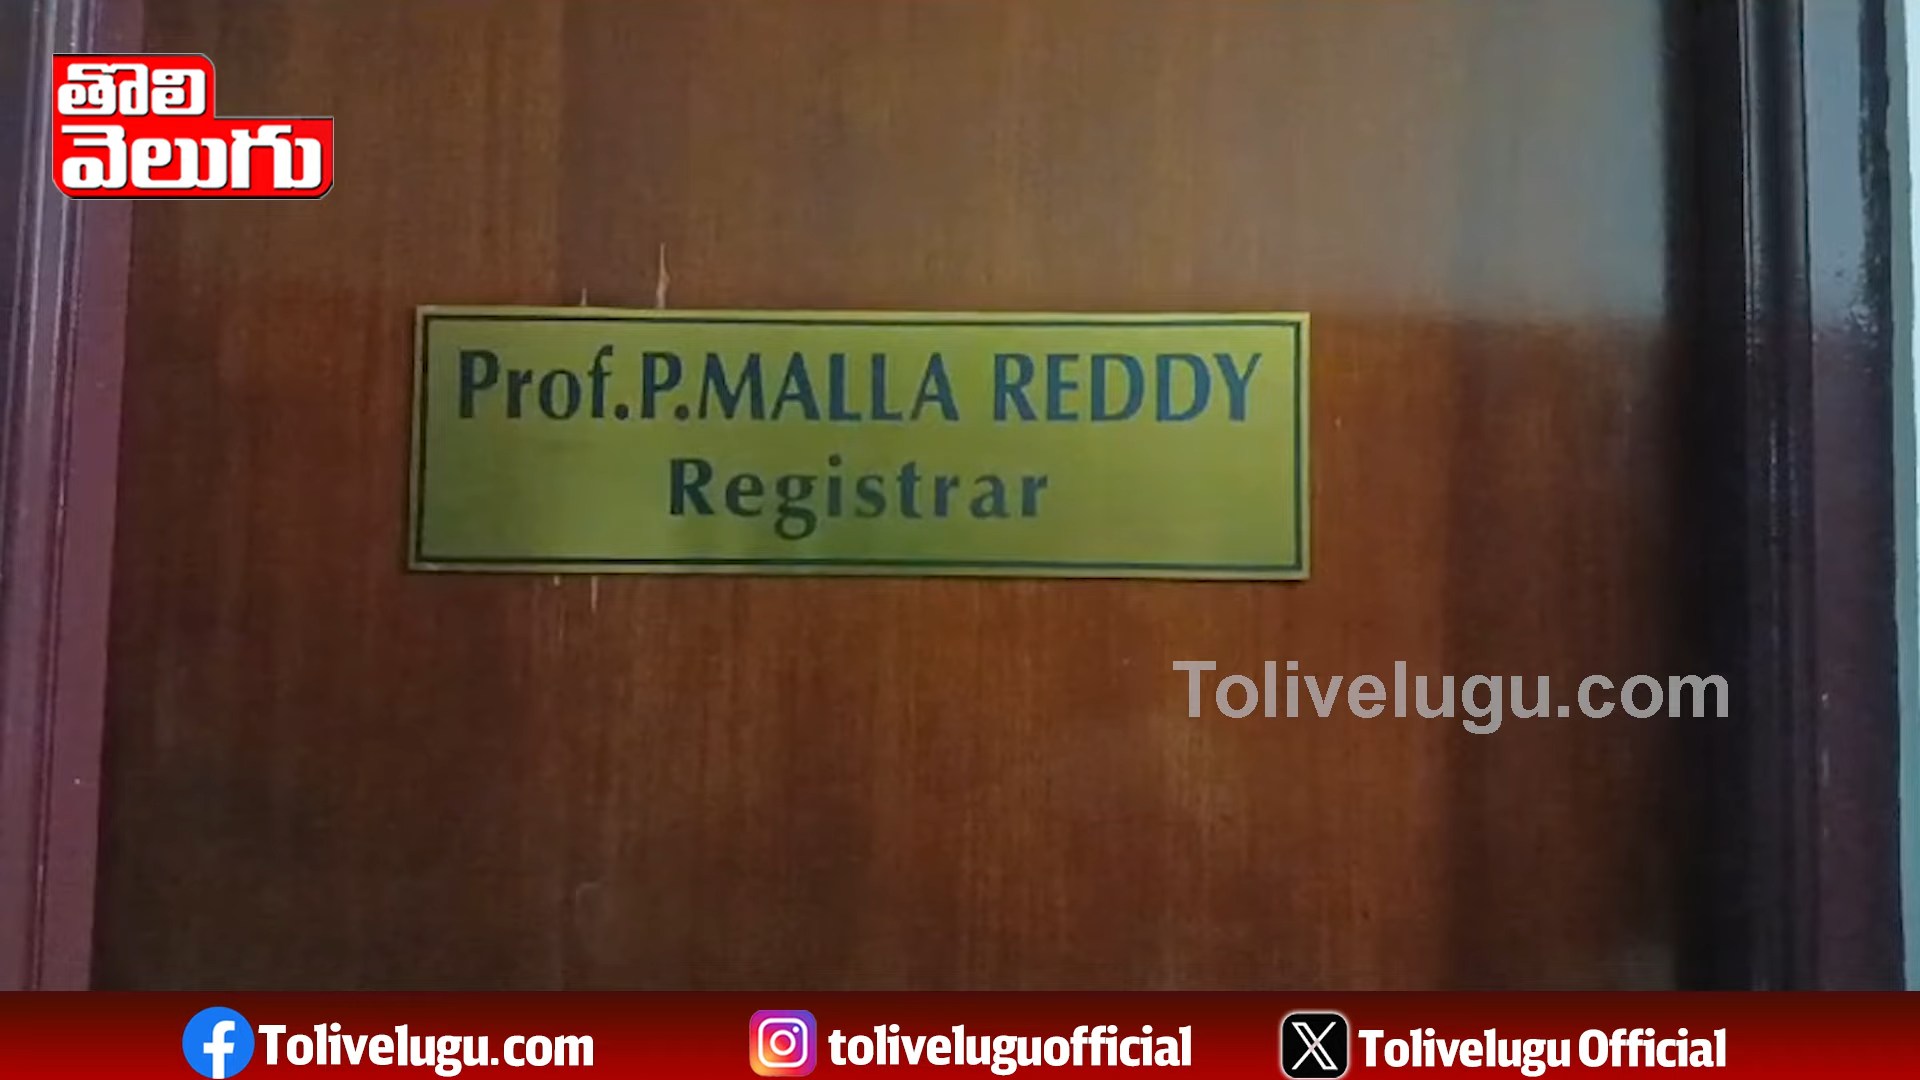 తొలి
వెలుగు
Prof.P.MALLA REDDY
Registrar
Tolivelugu.com
Tolivelugu.com
toliveluguofficial
Tolivelugu Official